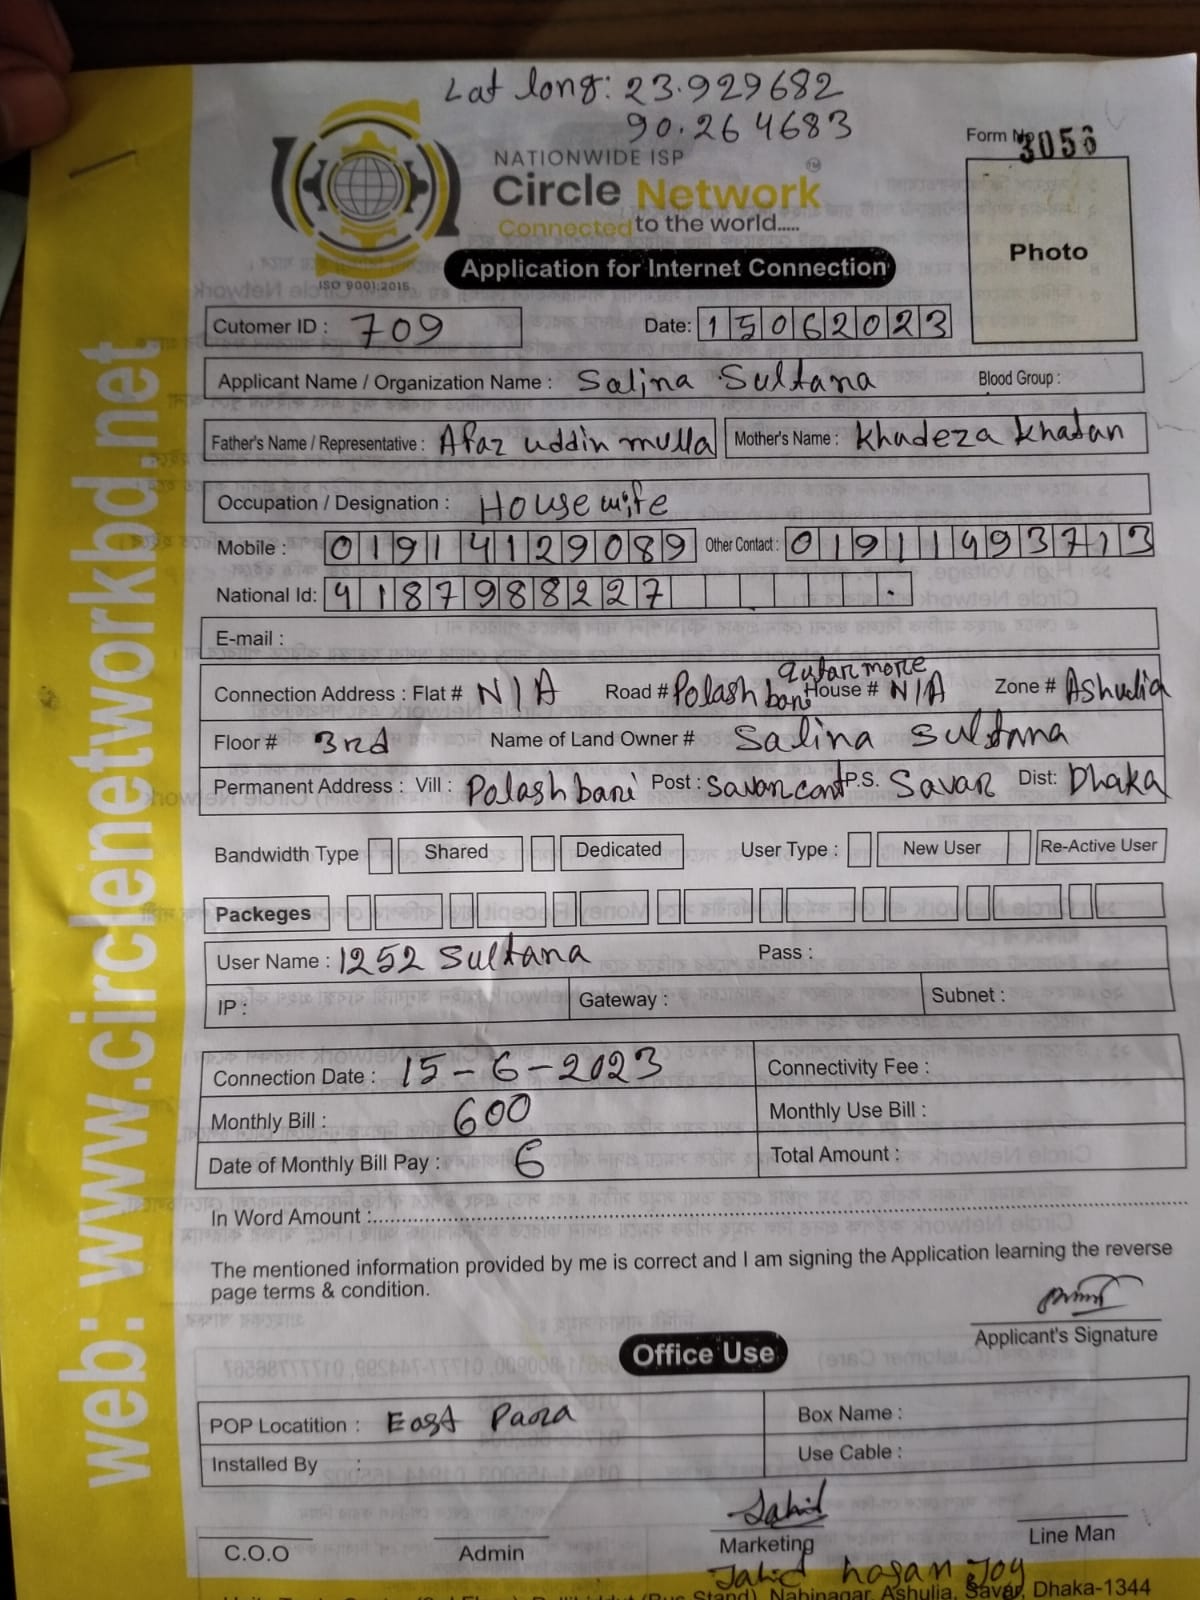 Lat long: 23.929682
90.264683
Form No
3056
NATIONWIDE ISP
Circle Network
Connected to the world.....
ISO 9001:2015
Application for Internet Connection
Photo
Cutomer ID : 709 Date: 15062023
Applicant Name / Organization Name : Salina Sultana Blood Group :
Father's Name / Representative : Afaz uddin mulla Mother's Name : Khadeza Khatan
Occupation / Designation : House wife
Mobile : 01914129089 Other Contact : 01911493713
National Id: 4187988227
E-mail :
qutar more
Connection Address : Flat # N/A Road # Polash bari House # N/A Zone # Ashulia
Floor # 3rd Name of Land Owner # Salina Sultana
Permanent Address : Vill : Polash bari Post : Savar cant P.S. Savar Dist: Dhaka
Bandwidth Type Shared Dedicated User Type : New User Re-Active User
Packeges
User Name : 1252 Sultana Pass :
IP : Gateway : Subnet :
Connection Date : 15-6-2023 Connectivity Fee :
Monthly Bill : 600 Monthly Use Bill :
Date of Monthly Bill Pay : 6 Total Amount :
In Word Amount :
The mentioned information provided by me is correct and I am signing the Application learning the reverse
page terms & condition.
Applicant's Signature
Office Use
POP Locatition : East Para Box Name :
Installed By : Use Cable :
Jahid
C.O.O Admin Marketing Line Man
Jahid hasan Joy
(Bus Stand), Nabinagar, Ashulia, Savar, Dhaka-1344
web: www.circlenetworkbd.net